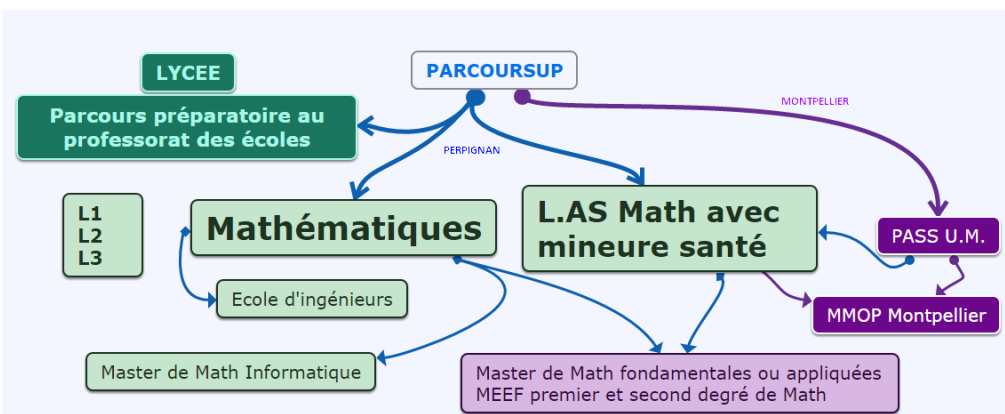 PARCOURSUP
LYCEE
Parcours préparatoire au
professorat des écoles
MONTPELLIER
PERPIGNAN
L1
L2
L3
Mathématiques
L.AS Math avec
mineure santé
PASS U.M.
Ecole d'ingénieurs
MMOP Montpellier
Master de Math Informatique
Master de Math fondamentales ou appliquées
MEEF premier et second degré de Math